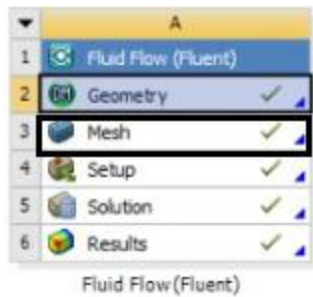 A
1 Fluid Flow (Fluent)
2 Geometry
3 Mesh
4 Setup
5 Solution
6 Results
Fluid Flow (Fluent)